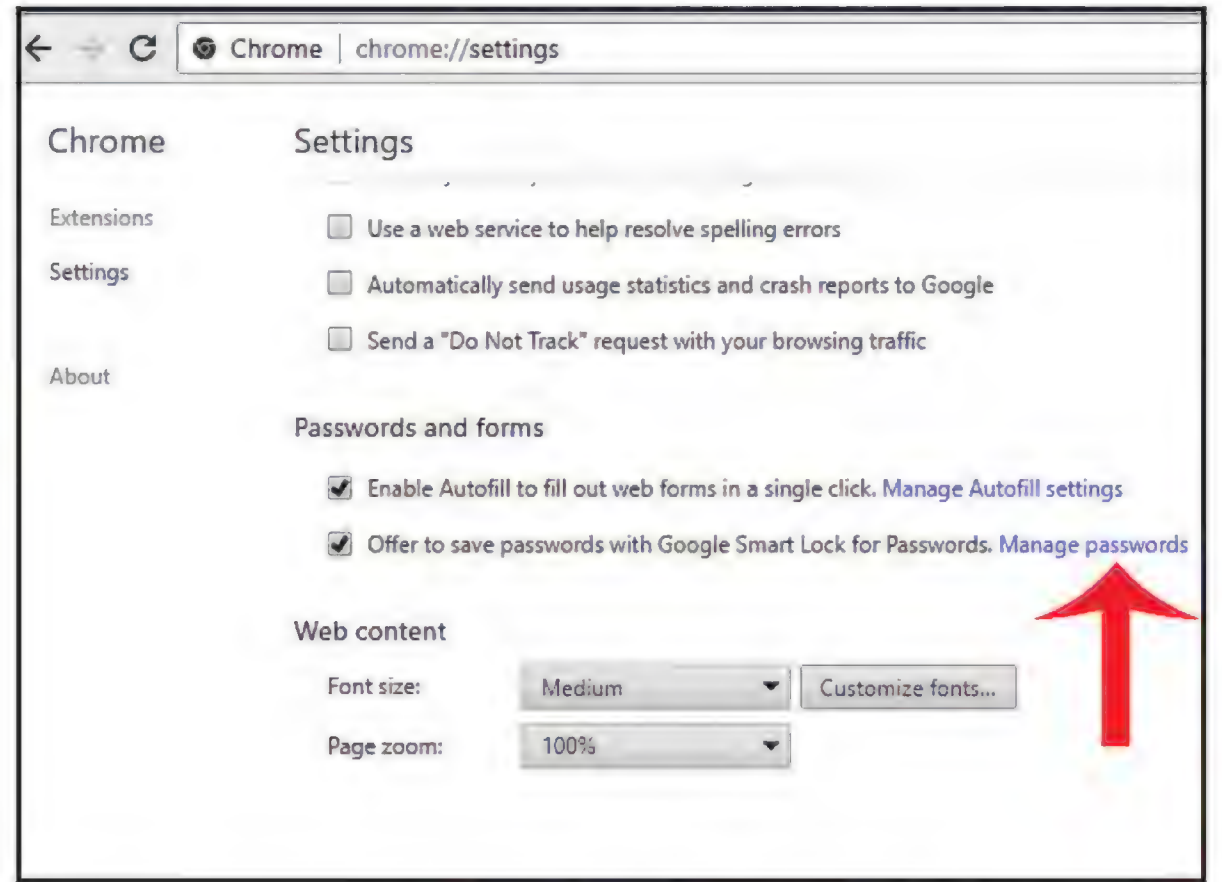 Chrome | chrome://settings
Chrome
Settings
Extensions
Settings
About
Use a web service to help resolve spelling errors
Automatically send usage statistics and crash reports to Google
Send a "Do Not Track" request with your browsing traffic
Passwords and forms
Enable Autofill to fill out web forms in a single click. Manage Autofill settings
Offer to save passwords with Google Smart Lock for Passwords. Manage passwords
Web content
Font size: Medium Customize fonts...
Page zoom: 100%